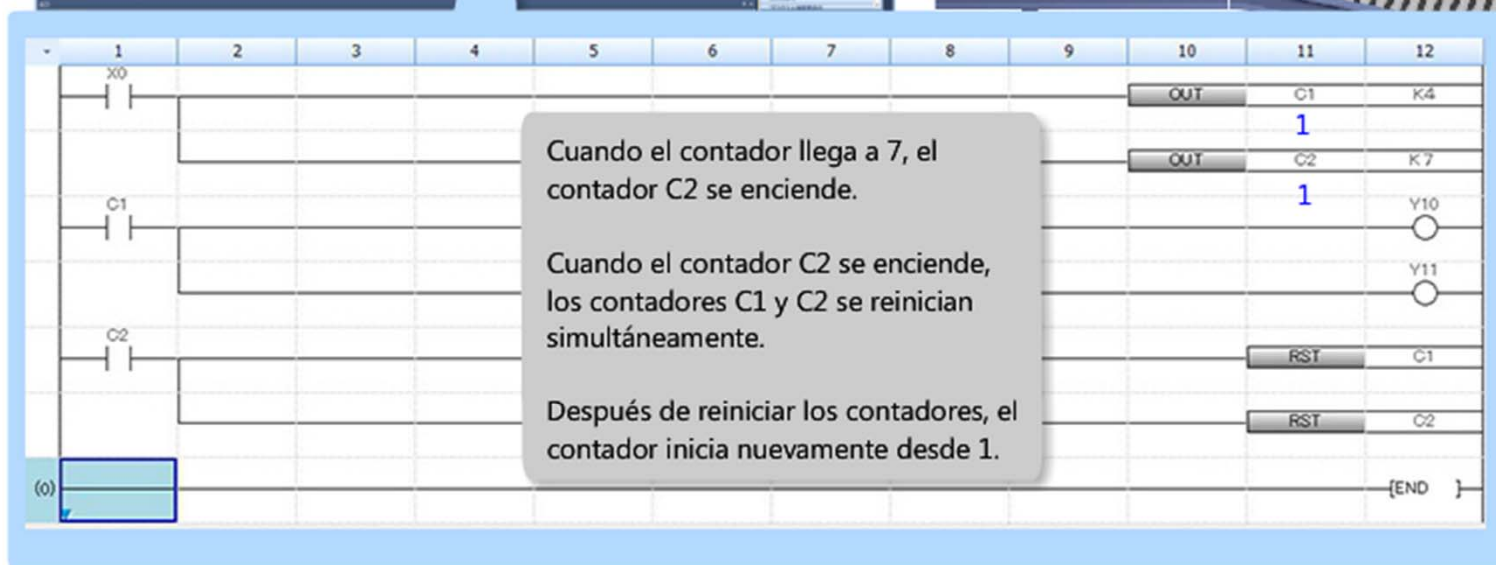 1 2 3 4 5 6 7 8 9 10 11 12
X0
OUT C1 K4
1
OUT C2 K7
1
C1
Y10
Y11
C2
RST C1
RST C2
(0)
[END ]
Cuando el contador llega a 7, el
contador C2 se enciende.
Cuando el contador C2 se enciende,
los contadores C1 y C2 se reinician
simultáneamente.
Después de reiniciar los contadores, el
contador inicia nuevamente desde 1.